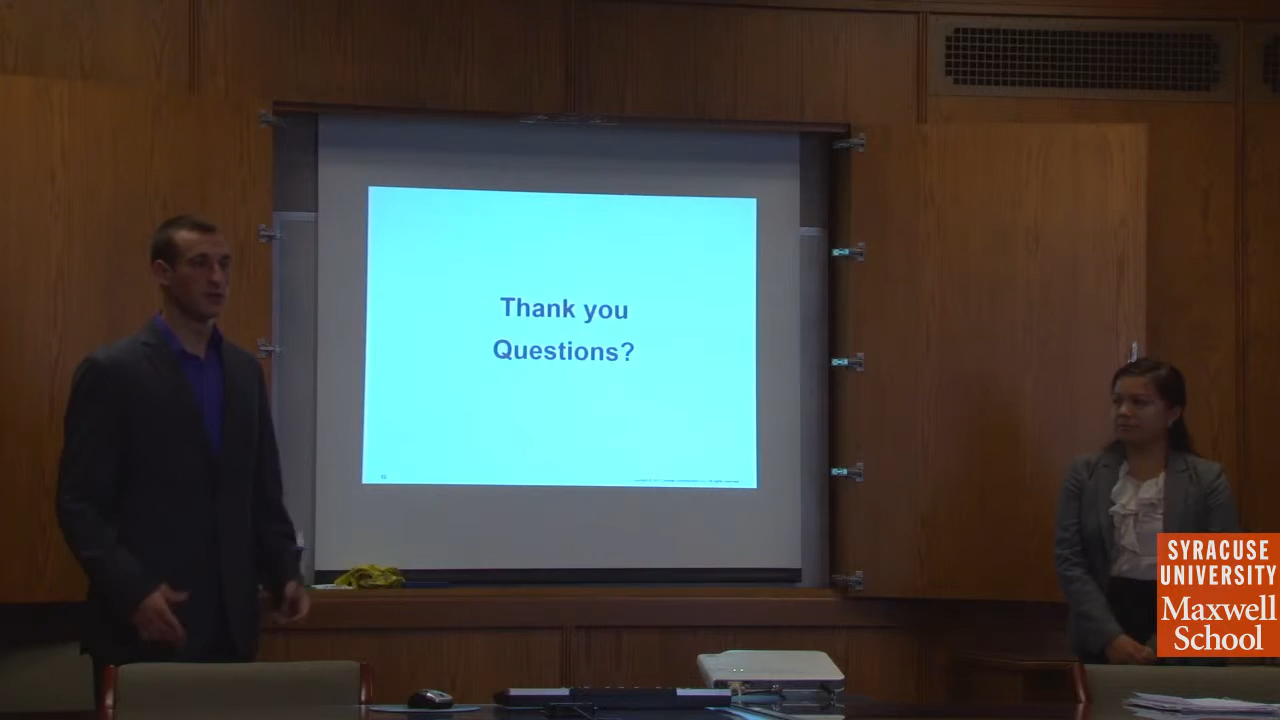 Thank you
Questions?
SYRACUSE
UNIVERSITY
Maxwell
School